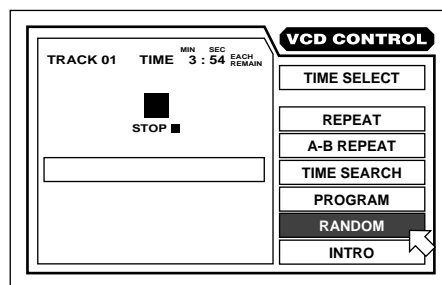 VCD CONTROL
TRACK 01 TIME MIN 3 : SEC 54 EACH REMAIN
STOP
TIME SELECT
REPEAT
A-B REPEAT
TIME SEARCH
PROGRAM
RANDOM
INTRO